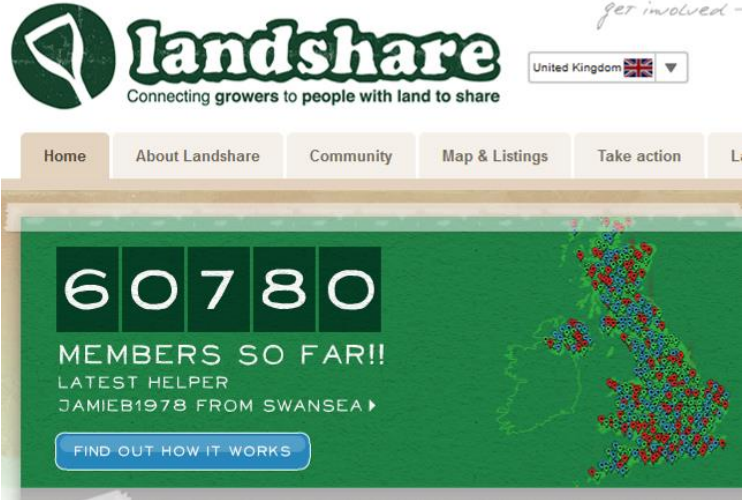 get involved -
landshare
Connecting growers to people with land to share
United Kingdom
Home
About Landshare
Community
Map & Listings
Take action
60780
MEMBERS SO FAR!!
LATEST HELPER
JAMIEB1978 FROM SWANSEA
FIND OUT HOW IT WORKS